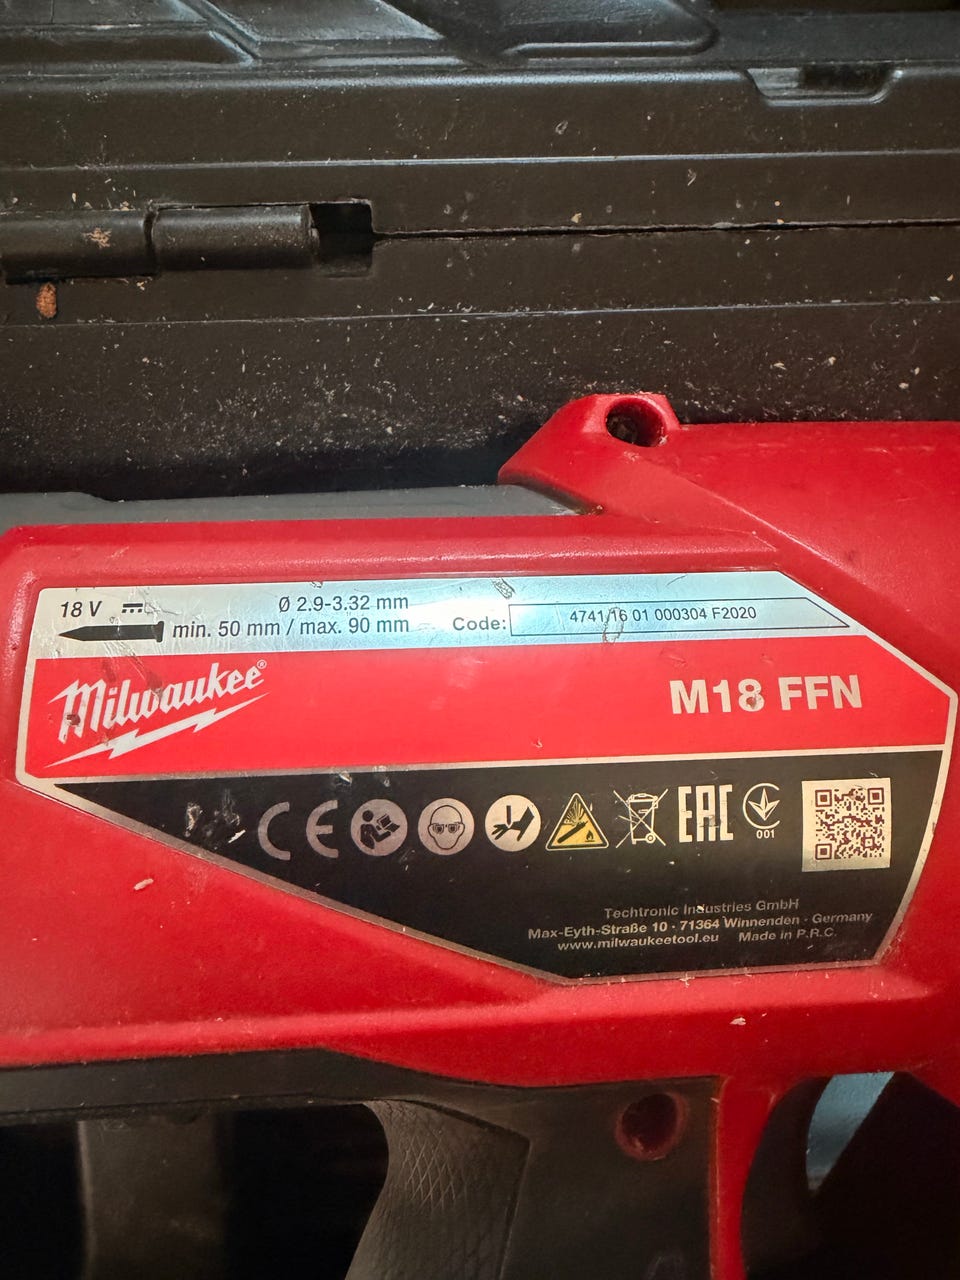 18 V
Ø 2.9-3.32 mm
min. 50 mm / max. 90 mm
Code:
4741 16 01 000304 F2020
Milwaukee®
M18 FFN
CE
EAC
001
Techtronic Industries GmbH
Max-Eyth-Straße 10 · 71364 Winnenden · Germany
www.milwaukeetool.eu Made in P.R.C.